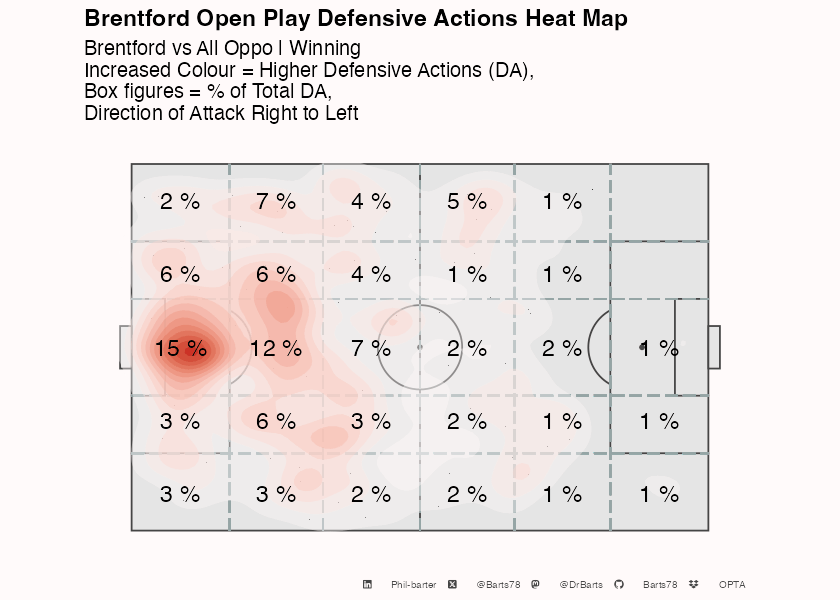 Brentford Open Play Defensive Actions Heat Map
Brentford vs All Oppo I Winning
Increased Colour = Higher Defensive Actions (DA),
Box figures = % of Total DA,
Direction of Attack Right to Left
2 % 7 % 4 % 5 % 1 %
6 % 6 % 4 % 1 % 1 %
15 % 12 % 7 % 2 % 2 % 1 %
3 % 6 % 3 % 2 % 1 % 1 %
3 % 3 % 2 % 2 % 1 % 1 %
Phil-barter @Barts78 @DrBarts Barts78 OPTA